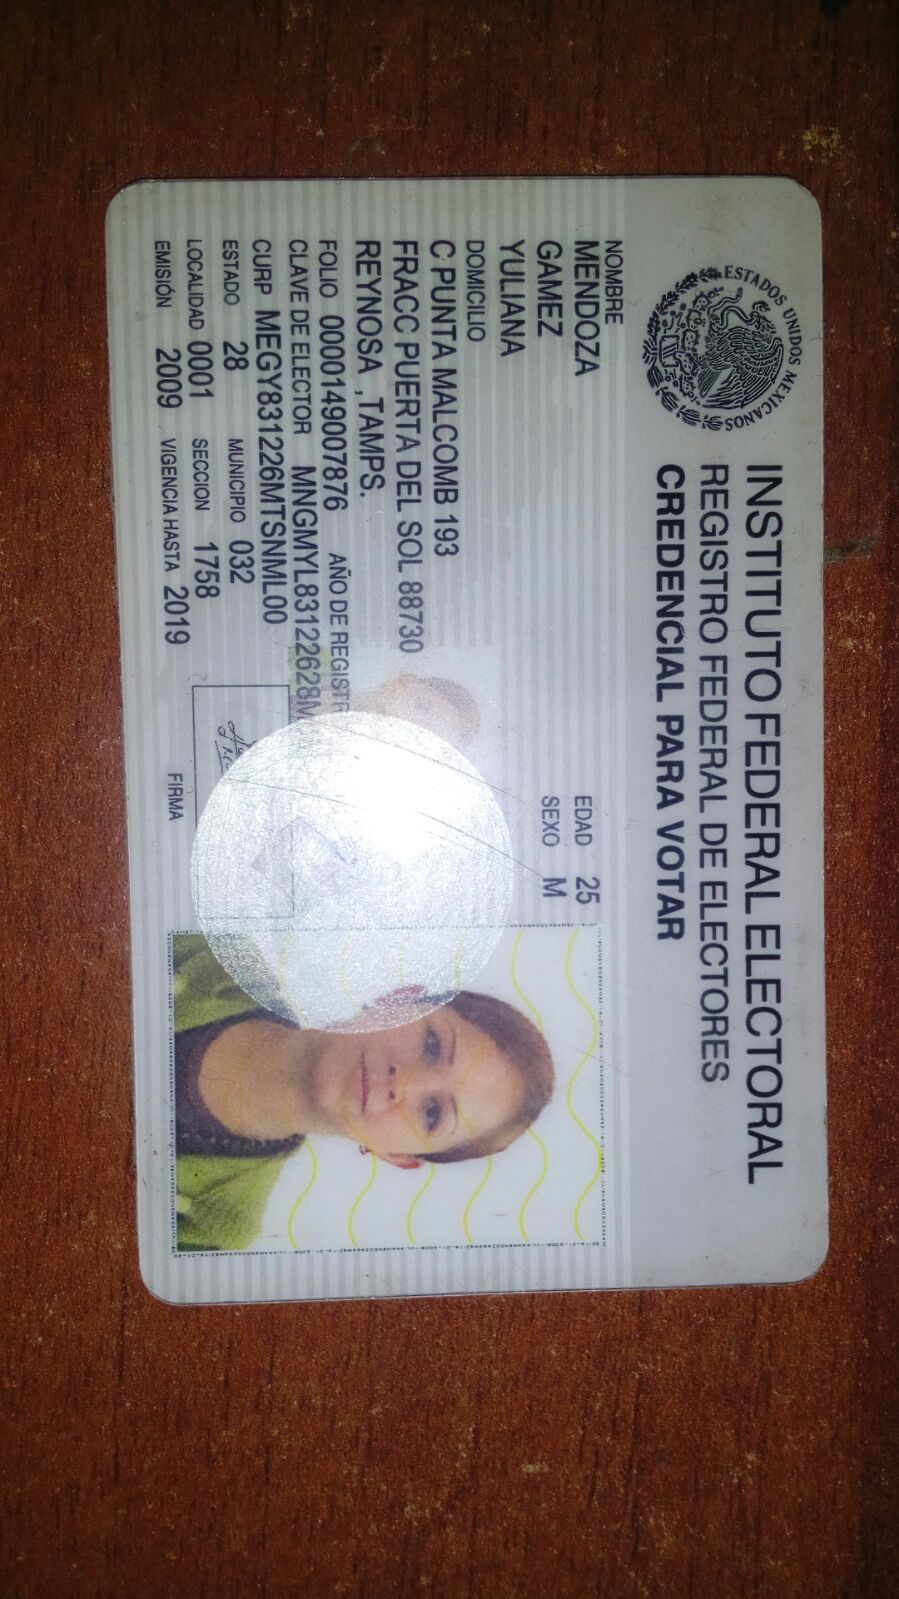 ESTADOS UNIDOS MEXICANOS
INSTITUTO FEDERAL ELECTORAL
REGISTRO FEDERAL DE ELECTORES
CREDENCIAL PARA VOTAR
NOMBRE
MENDOZA
GAMEZ
YULIANA
EDAD 25
SEXO M
DOMICILIO
C PUNTA MALCOMB 193
FRACC PUERTA DEL SOL 88730
REYNOSA ,TAMPS.
FOLIO 0000149007876 AÑO DE REGISTR
CLAVE DE ELECTOR MNGMYL83122628M
CURP MEGY831226MTSNML00
ESTADO 28 MUNICIPIO 032
LOCALIDAD 0001 SECCION 1758
EMISIÓN 2009 VIGENCIA HASTA 2019
FIRMA